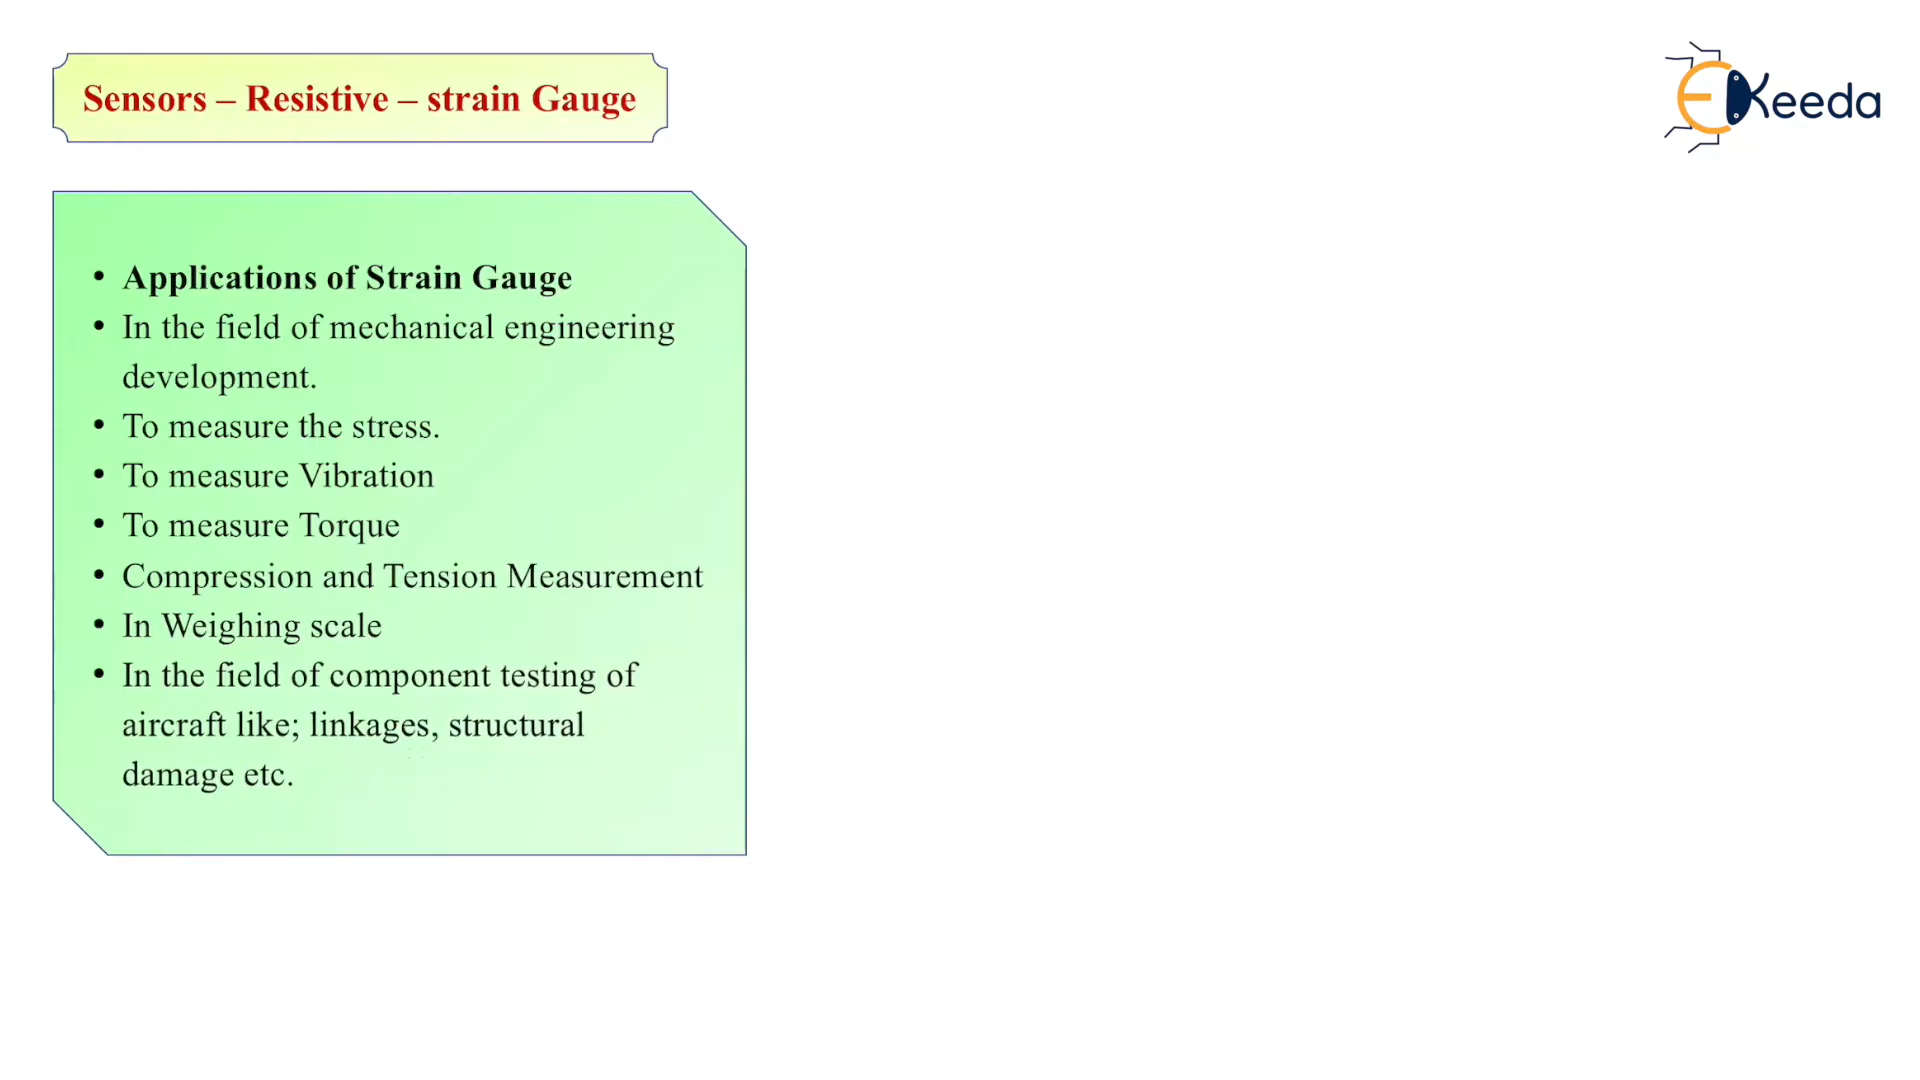 Sensors – Resistive – strain Gauge
EKeeda
• Applications of Strain Gauge
• In the field of mechanical engineering
development.
• To measure the stress.
• To measure Vibration
• To measure Torque
• Compression and Tension Measurement
• In Weighing scale
• In the field of component testing of
aircraft like; linkages, structural
damage etc.